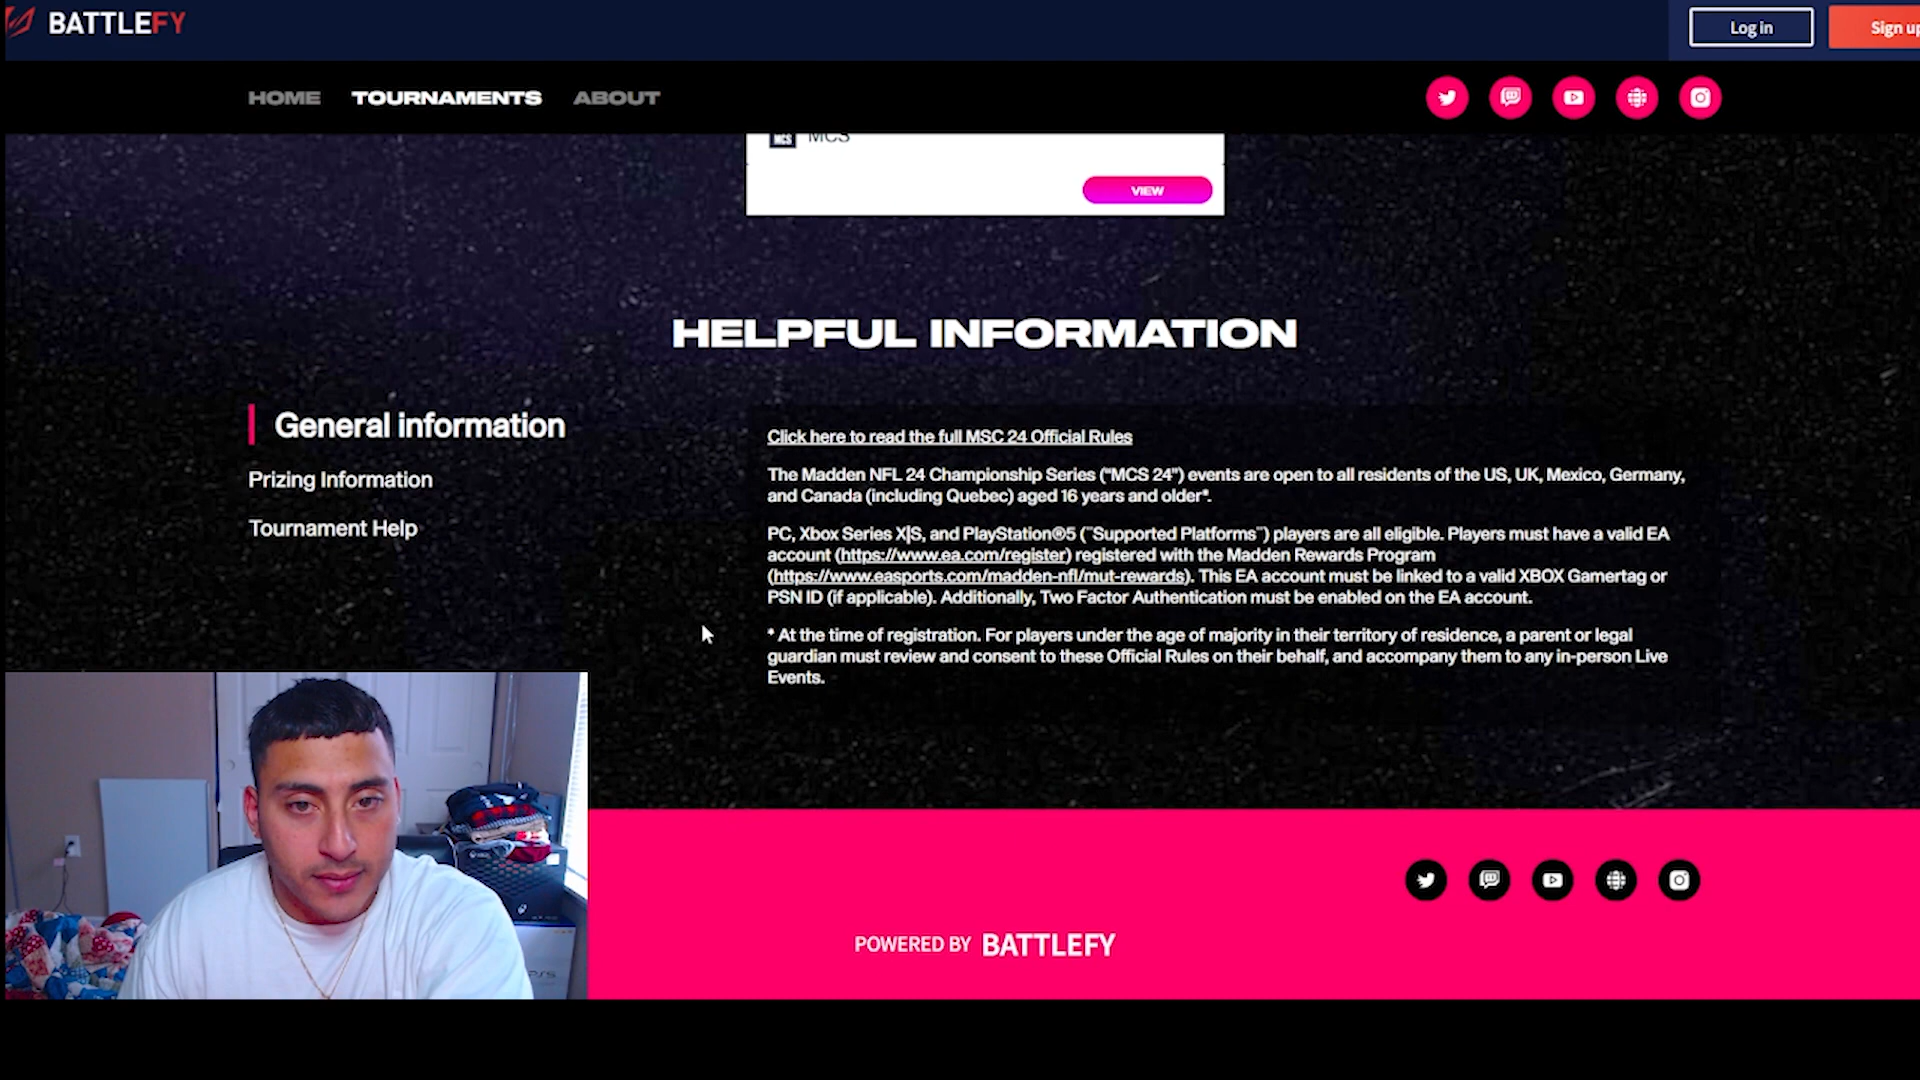 BATTLEFY
Log in
Sign up
HOME TOURNAMENTS ABOUT
MCS MCS
VIEW
HELPFUL INFORMATION
General information
Prizing Information
Tournament Help
Click here to read the full MSC 24 Official Rules
The Madden NFL 24 Championship Series ("MCS 24") events are open to all residents of the US, UK, Mexico, Germany,
and Canada (including Quebec) aged 16 years and older*.
PC, Xbox Series X|S, and PlayStation®5 ("Supported Platforms") players are all eligible. Players must have a valid EA
account (https://www.ea.com/register) registered with the Madden Rewards Program
(https://www.easports.com/madden-nfl/mut-rewards). This EA account must be linked to a valid XBOX Gamertag or
PSN ID (if applicable). Additionally, Two Factor Authentication must be enabled on the EA account.
* At the time of registration. For players under the age of majority in their territory of residence, a parent or legal
guardian must review and consent to these Official Rules on their behalf, and accompany them to any in-person Live
Events.
PS5
POWERED BY BATTLEFY